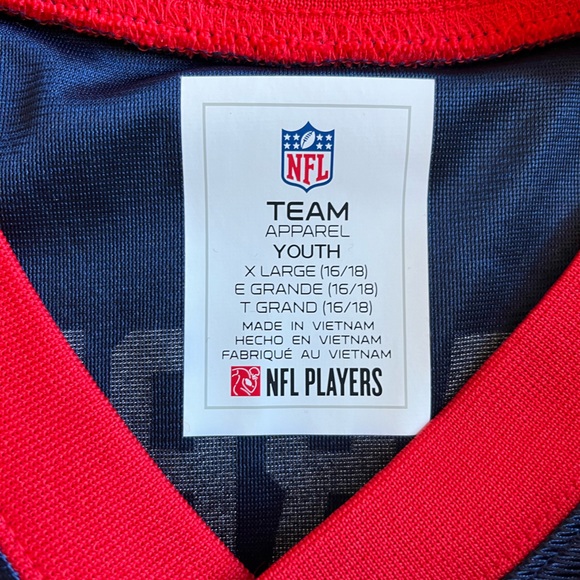 NFL
TEAM
APPAREL
YOUTH
X LARGE (16/18)
E GRANDE (16/18)
T GRAND (16/18)
MADE IN VIETNAM
HECHO EN VIETNAM
FABRIQUÉ AU VIETNAM
NFL PLAYERS